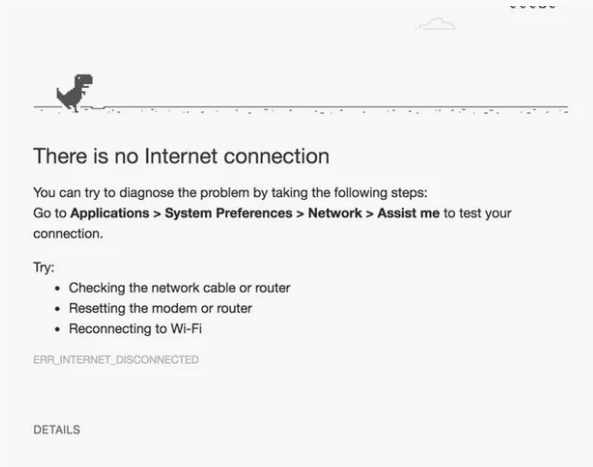 There is no Internet connection
You can try to diagnose the problem by taking the following steps:
Go to Applications > System Preferences > Network > Assist me to test your
connection.
Try:
• Checking the network cable or router
• Resetting the modem or router
• Reconnecting to Wi-Fi
ERR_INTERNET_DISCONNECTED
DETAILS